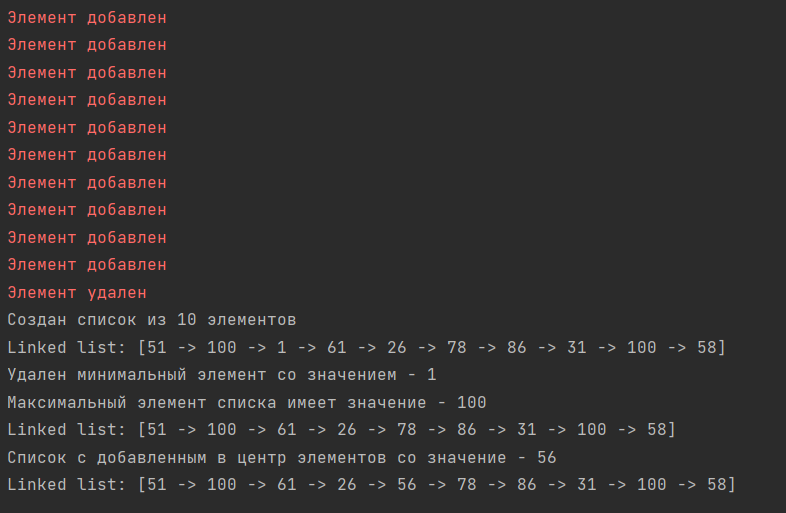 Элемент добавлен
Элемент добавлен
Элемент добавлен
Элемент добавлен
Элемент добавлен
Элемент добавлен
Элемент добавлен
Элемент добавлен
Элемент добавлен
Элемент добавлен
Элемент удален
Создан список из 10 элементов
Linked list: [51 -> 100 -> 1 -> 61 -> 26 -> 78 -> 86 -> 31 -> 100 -> 58]
Удален минимальный элемент со значением - 1
Максимальный элемент списка имеет значение - 100
Linked list: [51 -> 100 -> 61 -> 26 -> 78 -> 86 -> 31 -> 100 -> 58]
Список с добавленным в центр элементов со значение - 56
Linked list: [51 -> 100 -> 61 -> 26 -> 56 -> 78 -> 86 -> 31 -> 100 -> 58]